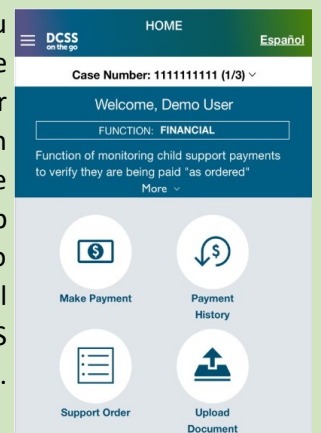 HOME
DCSS
on the go
Español
Case Number: 1111111111 (1/3)
Welcome, Demo User
FUNCTION: FINANCIAL
Function of monitoring child support payments
to verify they are being paid "as ordered"
More
Make Payment
Payment
History
Support Order
Upload
Document